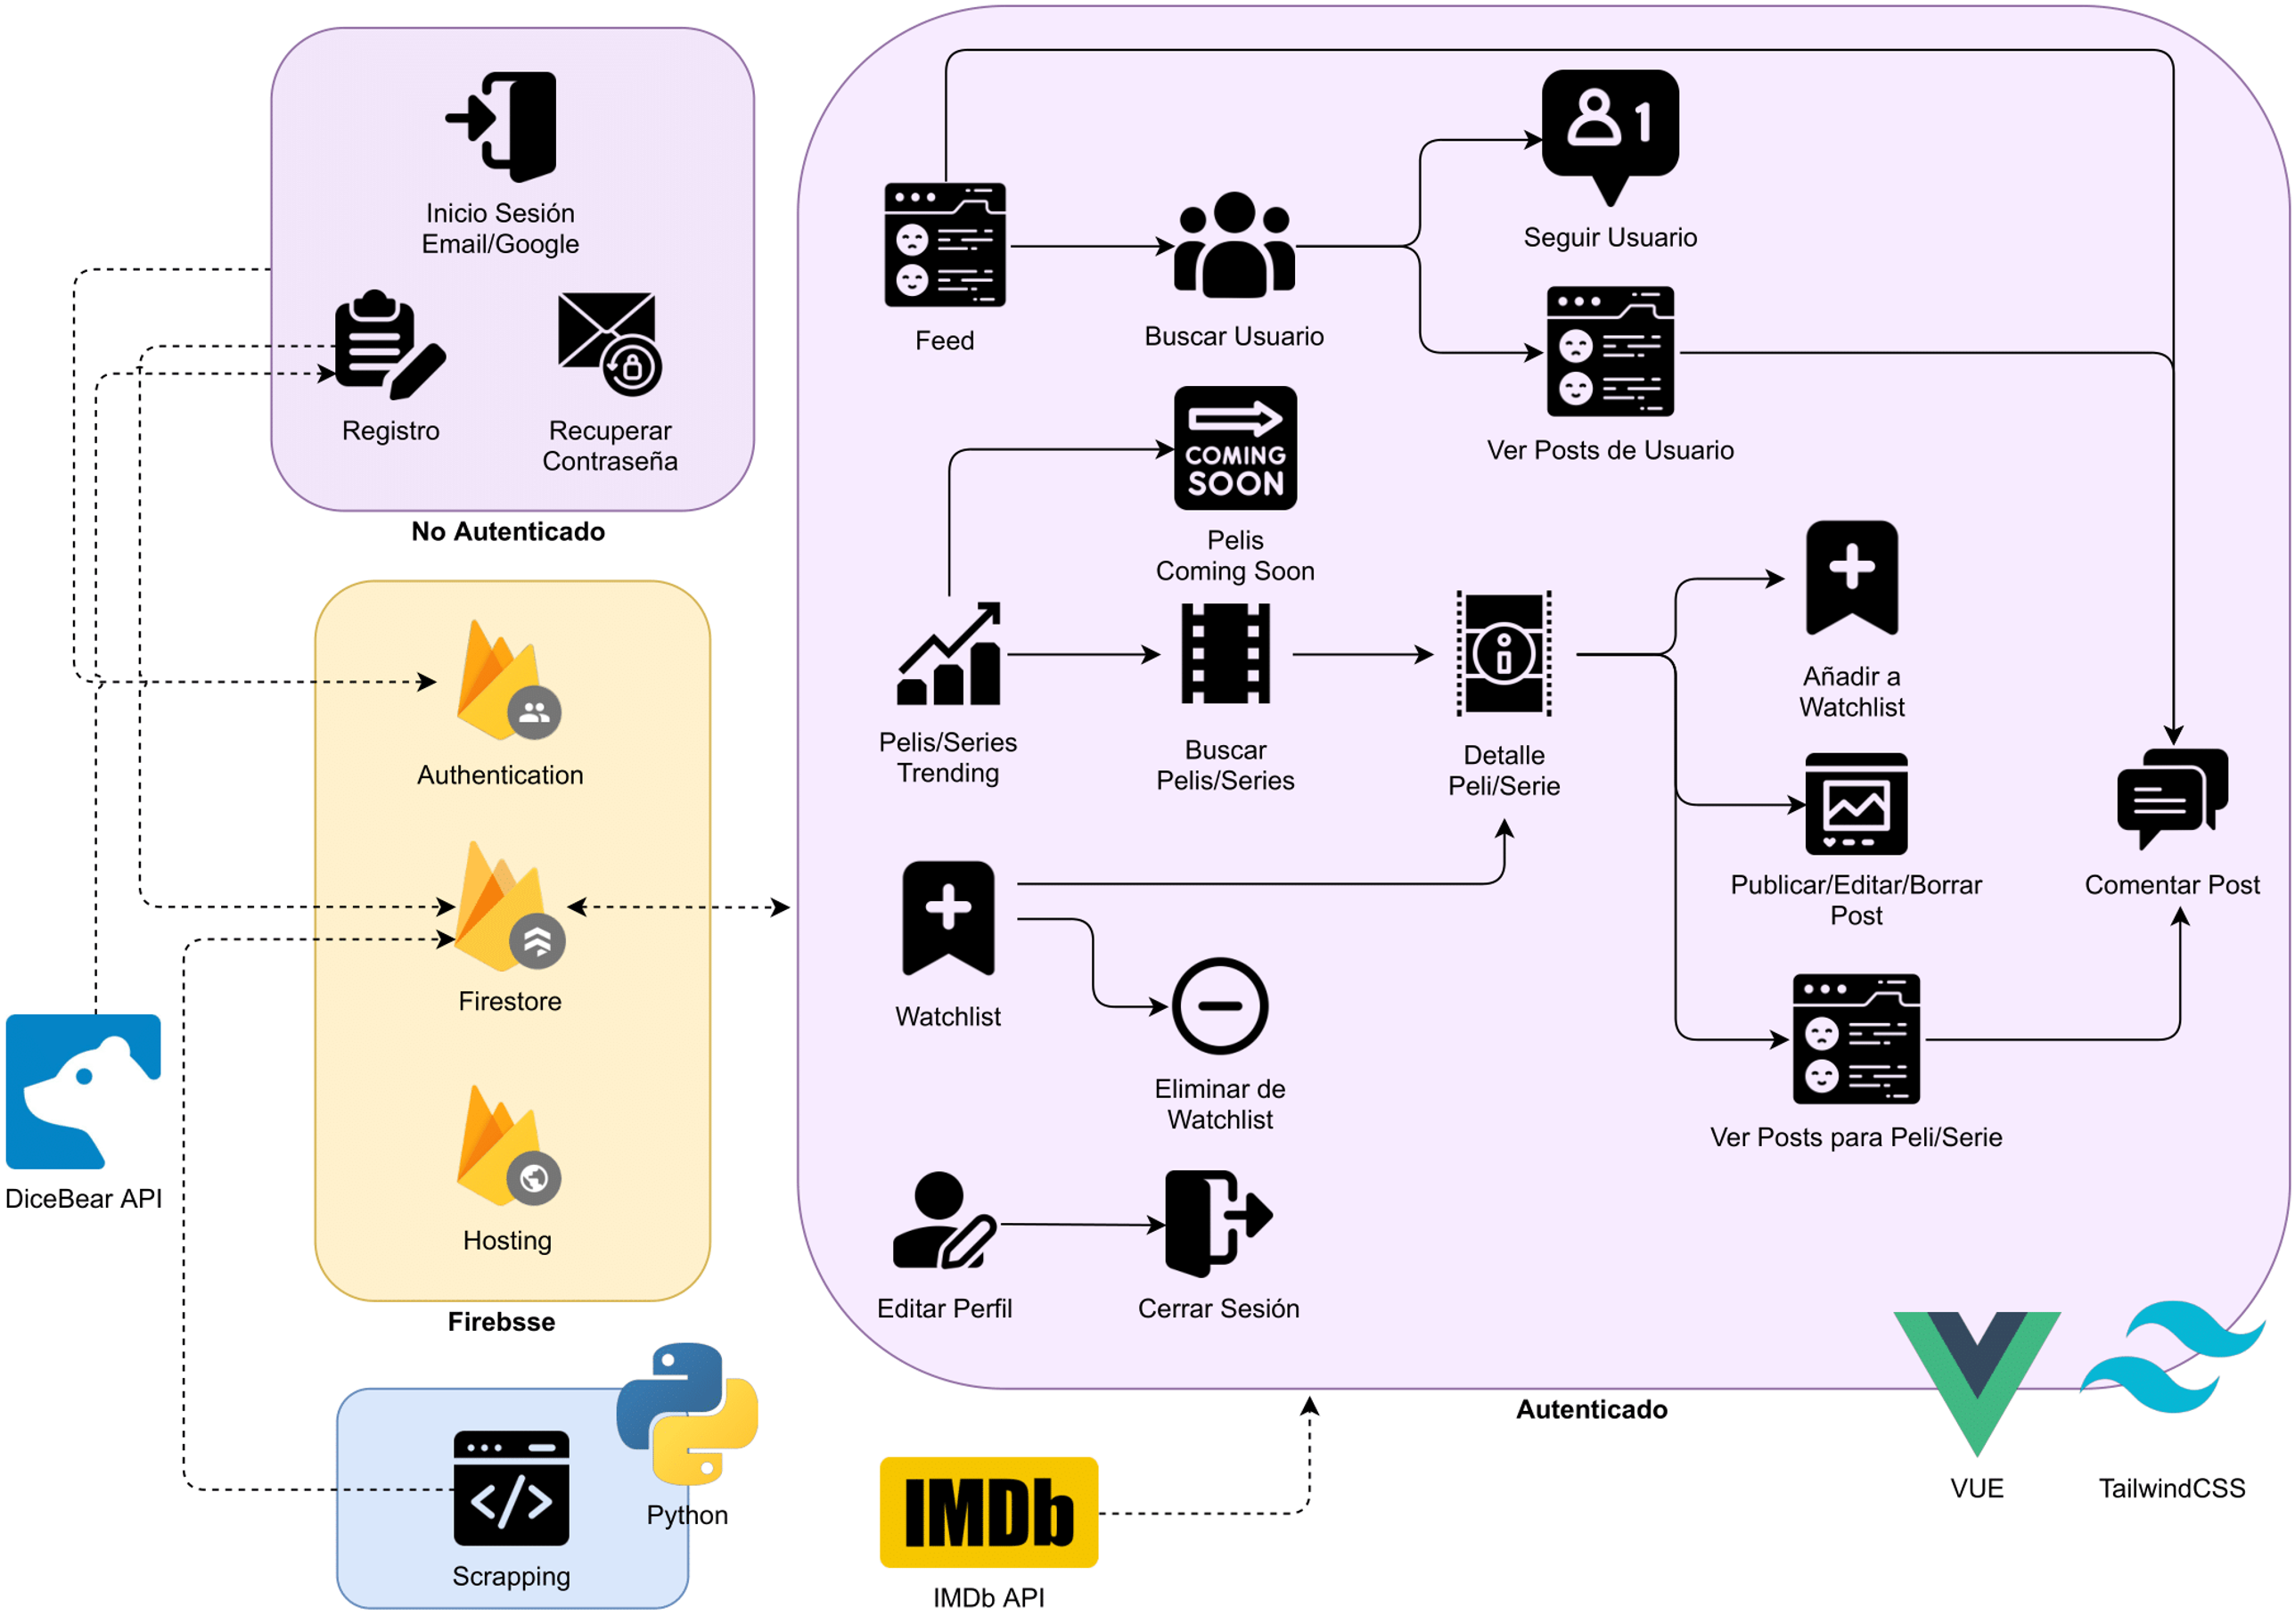 Inicio Sesión
Email/Google
Registro
Recuperar
Contraseña
No Autenticado
Authentication
Firestore
Hosting
Firebsse
DiceBear API
Scrapping
Python
1
Seguir Usuario
Feed
Buscar Usuario
Ver Posts de Usuario
COMING
SOON
Pelis
Coming Soon
Pelis/Series
Trending
Buscar
Pelis/Series
Detalle
Peli/Serie
Añadir a
Watchlist
Publicar/Editar/Borrar
Post
Comentar Post
Watchlist
Eliminar de
Watchlist
Ver Posts para Peli/Serie
Editar Perfil
Cerrar Sesión
Autenticado
IMDb
IMDb API
VUE
TailwindCSS